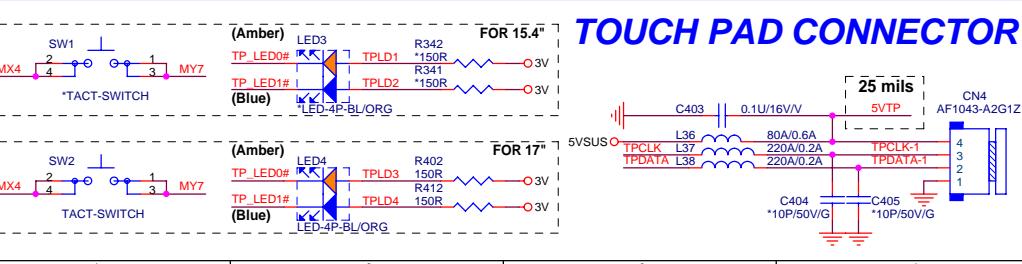 (Amber)
LED3
FOR 15.4"
TOUCH PAD CONNECTOR
SW1
MX4
2
4
1
3
MY7
*TACT-SWITCH
TP_LED0#
TPLD1
R342
*150R
3V
TP_LED1#
TPLD2
R341
*150R
3V
(Blue)
*LED-4P-BL/ORG
25 mils
5VTP
CN4
AF1043-A2G1Z
C403
0.1U/16V/V
5VSUS
L36
80A/0.6A
TPCLK
L37
220A/0.2A
TPCLK-1
TPDATA
L38
220A/0.2A
TPDATA-1
4
3
2
1
C404
*10P/50V/G
C405
*10P/50V/G
(Amber)
LED4
FOR 17"
SW2
MX4
2
4
1
3
MY7
TACT-SWITCH
TP_LED0#
TPLD3
R402
150R
3V
TP_LED1#
TPLD4
R412
150R
3V
(Blue)
LED-4P-BL/ORG